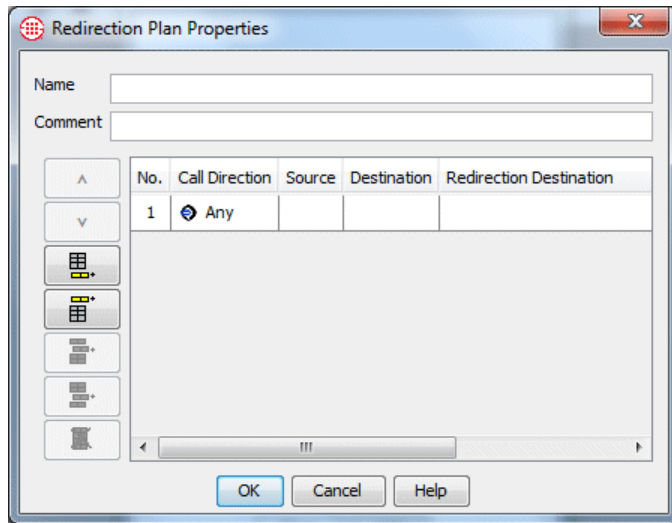 Redirection Plan Properties
Name
Comment
No. Call Direction Source Destination Redirection Destination
1 Any
OK Cancel Help